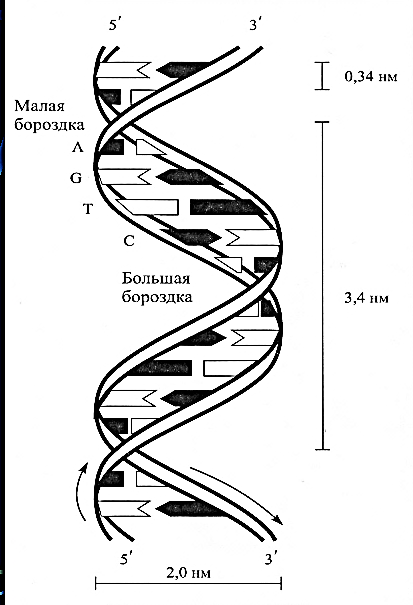 5′ 3′
0,34 нм
Малая
бороздка
A
G
T
C
Большая
бороздка
3,4 нм
5′ 3′
2,0 нм